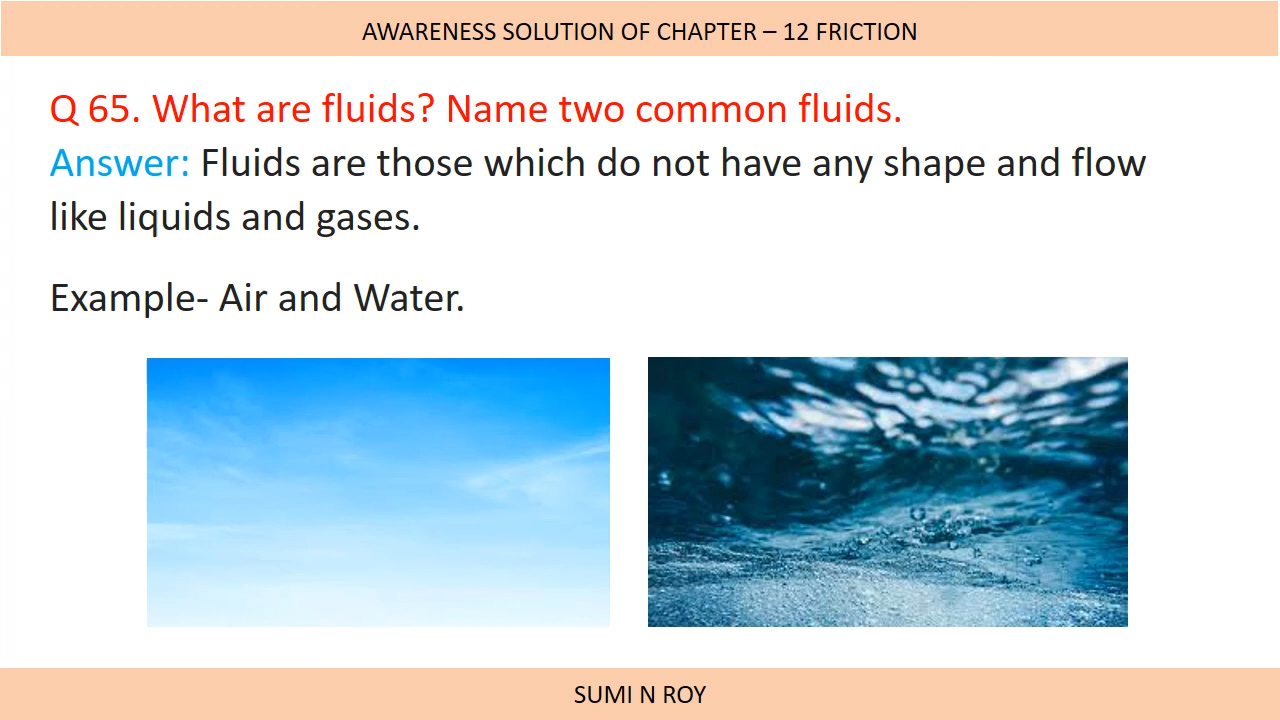 AWARENESS SOLUTION OF CHAPTER – 12 FRICTION
Q 65. What are fluids? Name two common fluids.
Answer: Fluids are those which do not have any shape and flow
like liquids and gases.
Example- Air and Water.
SUMI N ROY